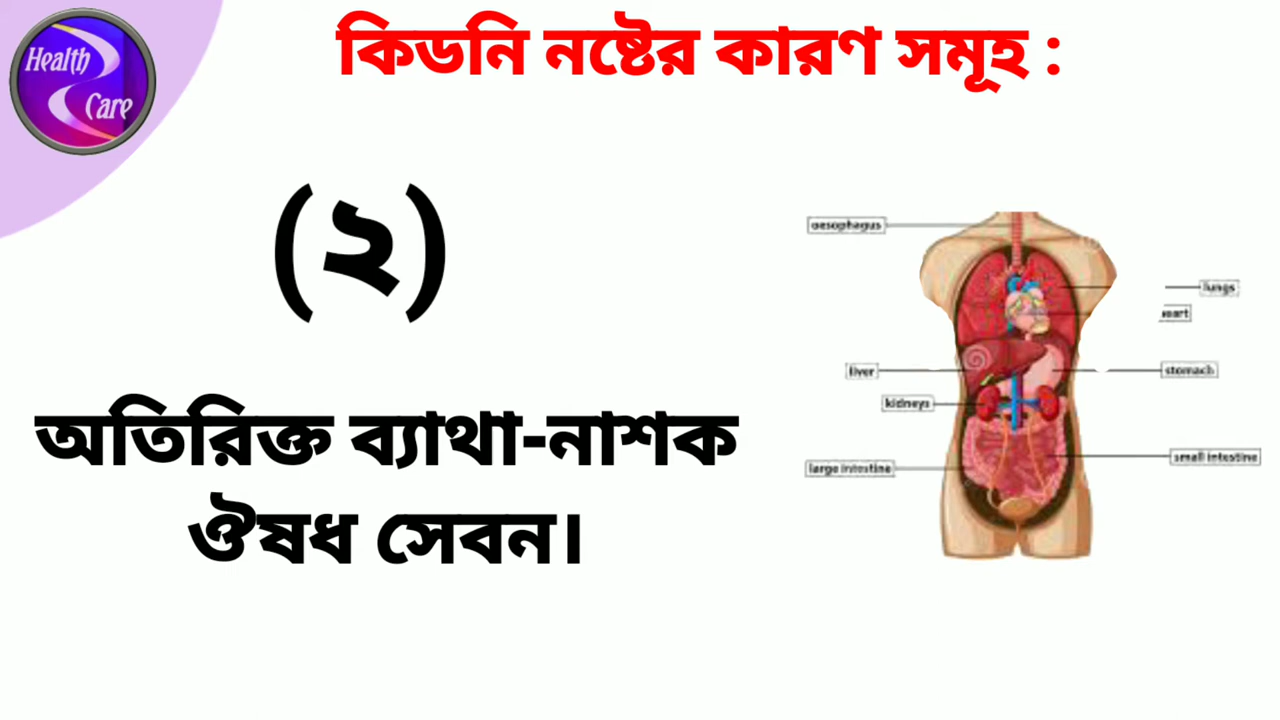 Health
Care
কিডনি নষ্টের কারণ সমূহ :
(২)
অতিরিক্ত ব্যাথা-নাশক
ঔষধ সেবন।
oesophagus
lungs
eart
liver
stomach
kidneys
large intestine
small intestine